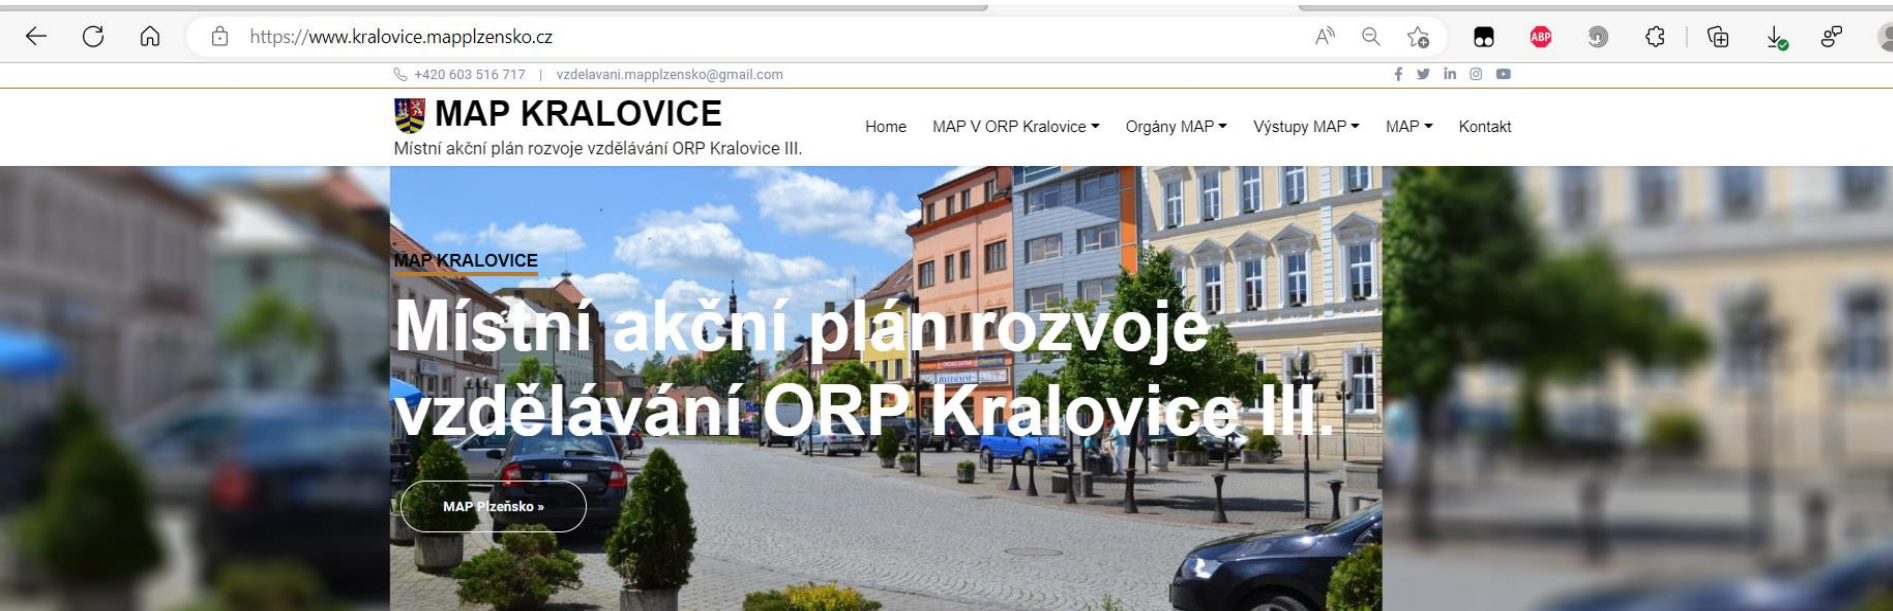 https://www.kralovice.mapplzensko.cz
ABP
+420 603 516 717 | vzdelavani.mapplzensko@gmail.com
MAP KRALOVICE
Home MAP V ORP Kralovice Orgány MAP Výstupy MAP MAP Kontakt
Místní akční plán rozvoje vzdělávání ORP Kralovice III.
MAP KRALOVICE
Místní akční plán rozvoje
vzdělávání ORP Kralovice III.
MAP Plzeňsko »